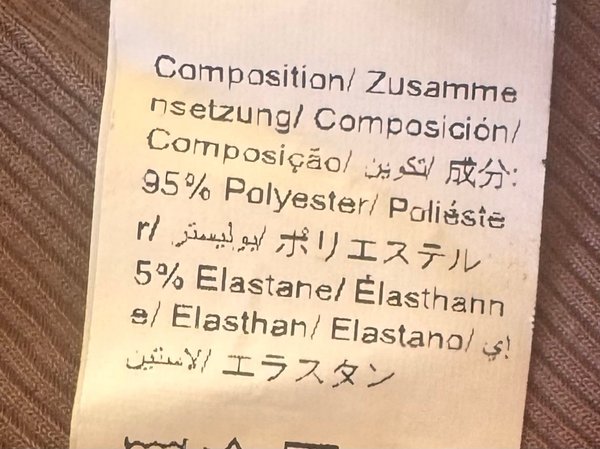 Composition/ Zusamme
nsetzung/ Composición/
Composição/ تكوين/ 成分:
95% Polyester/ Poliéste
r/ بوليستر/ ポリエステル
5% Elastane/ Élasthann
e/ Elasthan/ Elastano/ إي
لاستين/ エラスタン